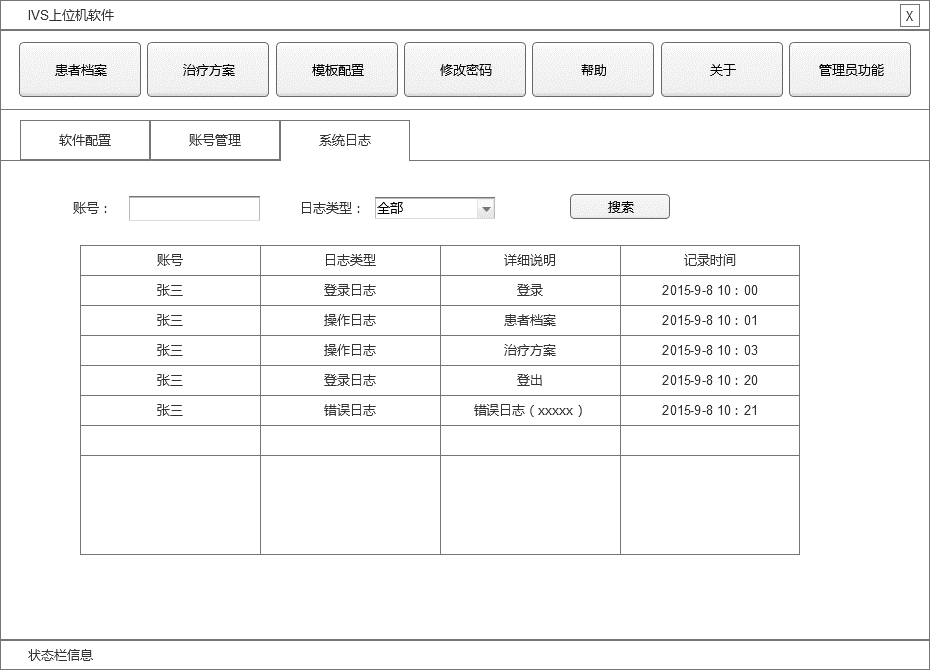 IVS上位机软件 X
患者档案 治疗方案 模板配置 修改密码 帮助 关于 管理员功能
软件配置 账号管理 系统日志
账号： 日志类型： 全部 搜索
账号 日志类型 详细说明 记录时间
张三 登录日志 登录 2015-9-8 10：00
张三 操作日志 患者档案 2015-9-8 10：01
张三 操作日志 治疗方案 2015-9-8 10：03
张三 登录日志 登出 2015-9-8 10：20
张三 错误日志 错误日志（xxxxx） 2015-9-8 10：21
状态栏信息